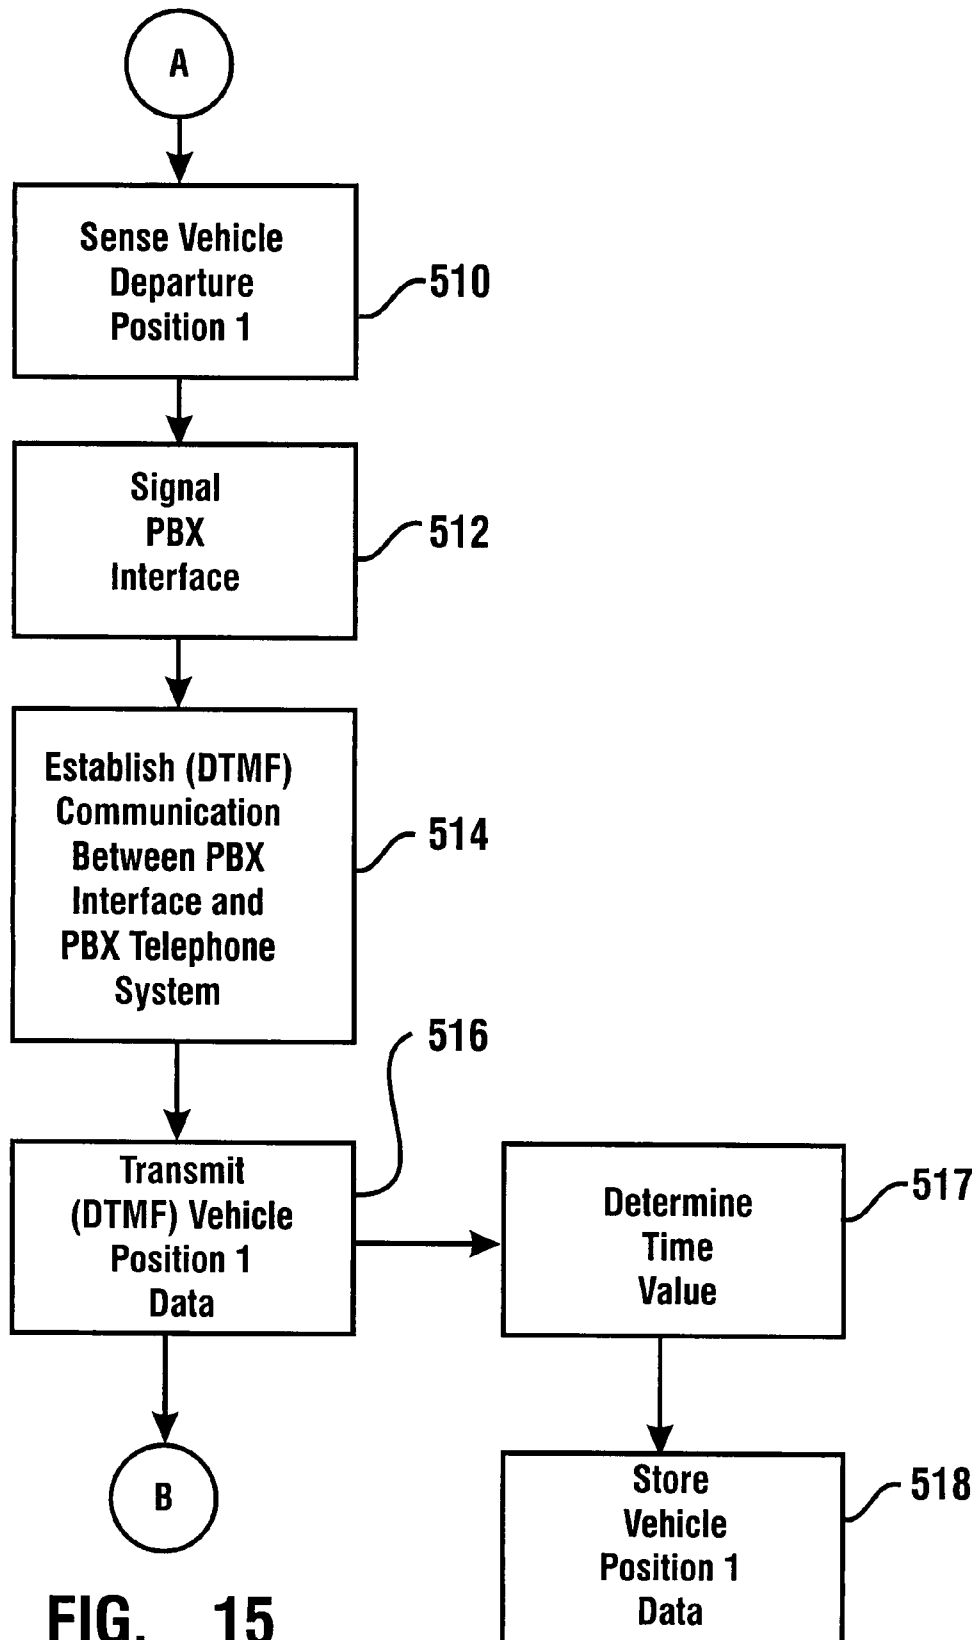 A
Sense Vehicle
Departure
Position 1
510
Signal
PBX
Interface
512
Establish (DTMF)
Communication
Between PBX
Interface and
PBX Telephone
System
514
516
Transmit
(DTMF) Vehicle
Position 1
Data
Determine
Time
Value
517
B
Store
Vehicle
Position 1
Data
518
FIG. 15